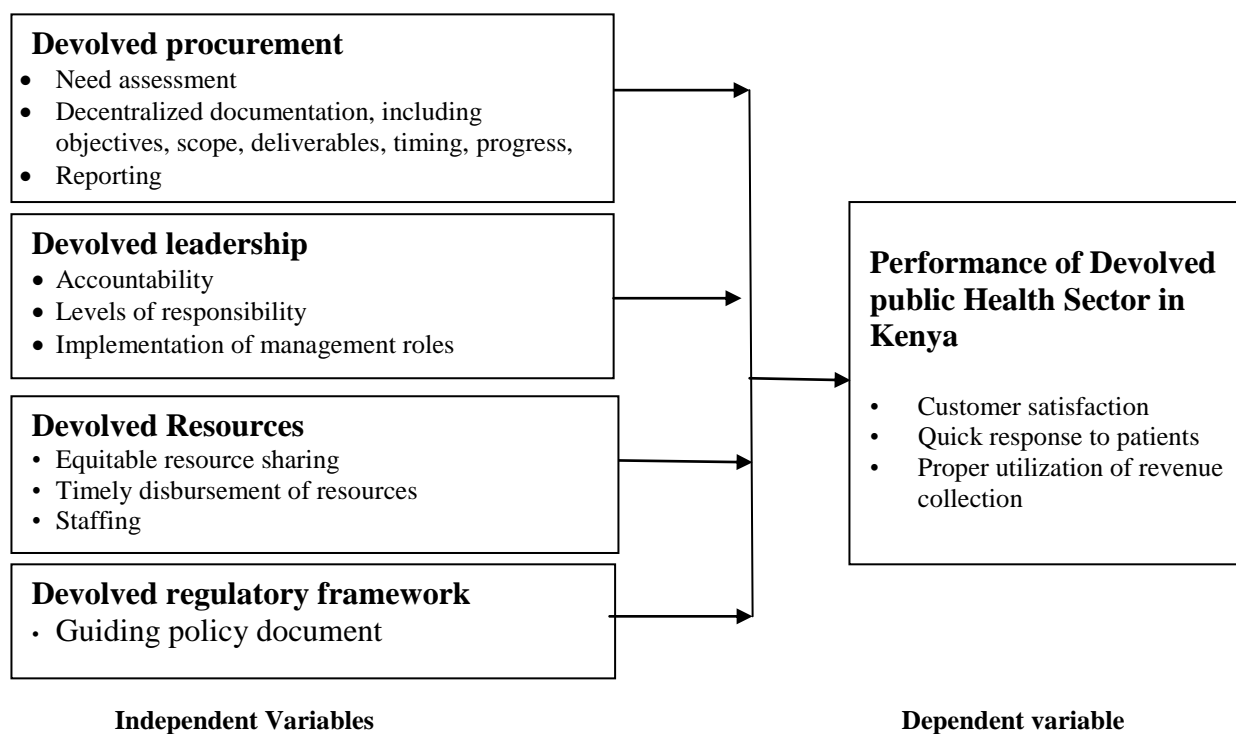 Devolved procurement
• Need assessment
• Decentralized documentation, including
objectives, scope, deliverables, timing, progress,
• Reporting
Devolved leadership
• Accountability
• Levels of responsibility
• Implementation of management roles
Devolved Resources
• Equitable resource sharing
• Timely disbursement of resources
• Staffing
Devolved regulatory framework
• Guiding policy document
Independent Variables
Performance of Devolved
public Health Sector in
Kenya
• Customer satisfaction
• Quick response to patients
• Proper utilization of revenue
collection
Dependent variable